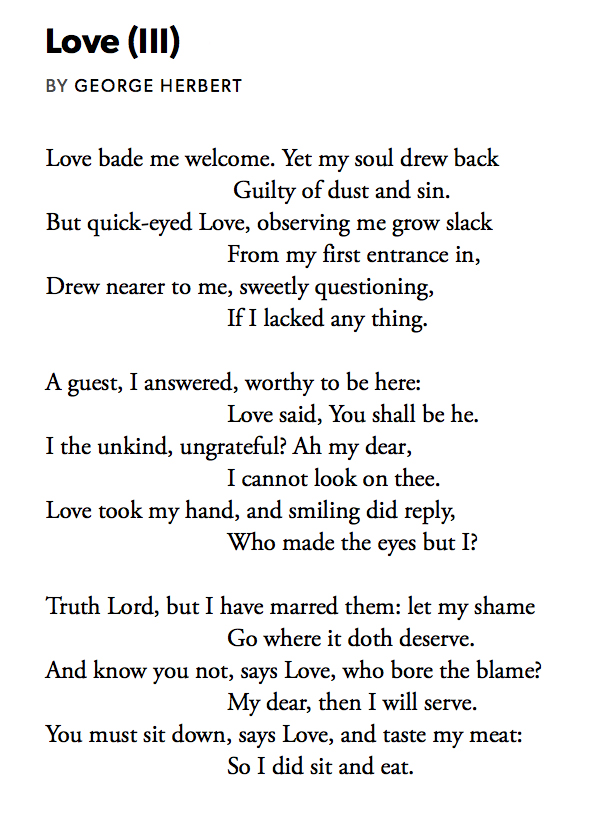 Love (III)
BY GEORGE HERBERT
Love bade me welcome. Yet my soul drew back
Guilty of dust and sin.
But quick-eyed Love, observing me grow slack
From my first entrance in,
Drew nearer to me, sweetly questioning,
If I lacked any thing.
A guest, I answered, worthy to be here:
Love said, You shall be he.
I the unkind, ungrateful? Ah my dear,
I cannot look on thee.
Love took my hand, and smiling did reply,
Who made the eyes but I?
Truth Lord, but I have marred them: let my shame
Go where it doth deserve.
And know you not, says Love, who bore the blame?
My dear, then I will serve.
You must sit down, says Love, and taste my meat:
So I did sit and eat.